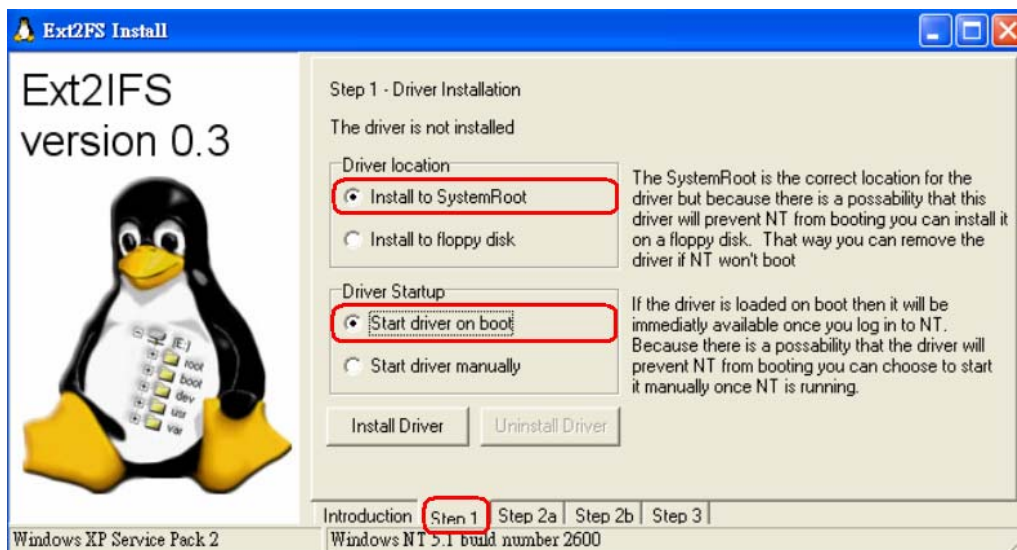 Ext2FS Install
Ext2IFS
version 0.3
(E:)
root
boot
dev
usr
var
Step 1 - Driver Installation
The driver is not installed
Driver location
Install to SystemRoot
Install to floppy disk
The SystemRoot is the correct location for the
driver but because there is a possability that this
driver will prevent NT from booting you can install it
on a floppy disk. That way you can remove the
driver if NT won't boot
Driver Startup
Start driver on boot
Start driver manually
If the driver is loaded on boot then it will be
immediatly available once you log in to NT.
Because there is a possability that the driver will
prevent NT from booting you can choose to start
it manually once NT is running.
Install Driver
Uninstall Driver
Introduction Step 1 Step 2a Step 2b Step 3
Windows XP Service Pack 2
Windows NT 5.1 build number 2600